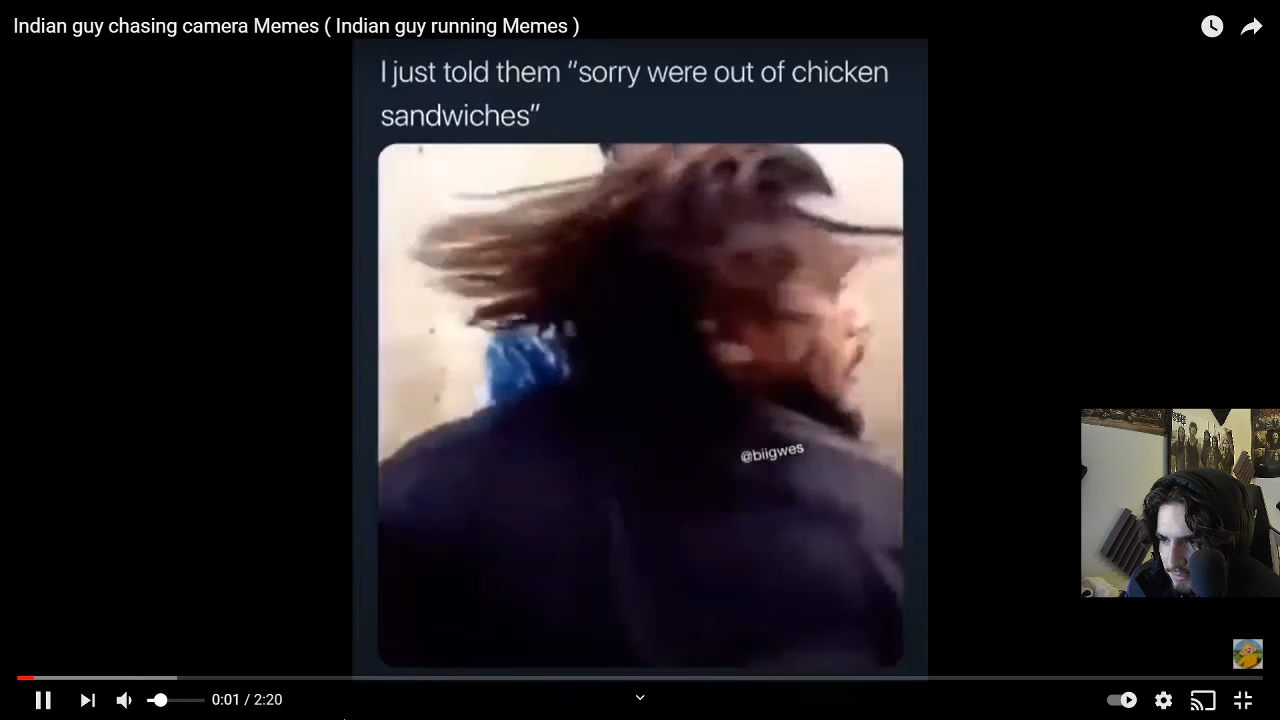 Indian guy chasing camera Memes ( Indian guy running Memes )
I just told them "sorry were out of chicken
sandwiches"
@biigwes
0:01 / 2:20